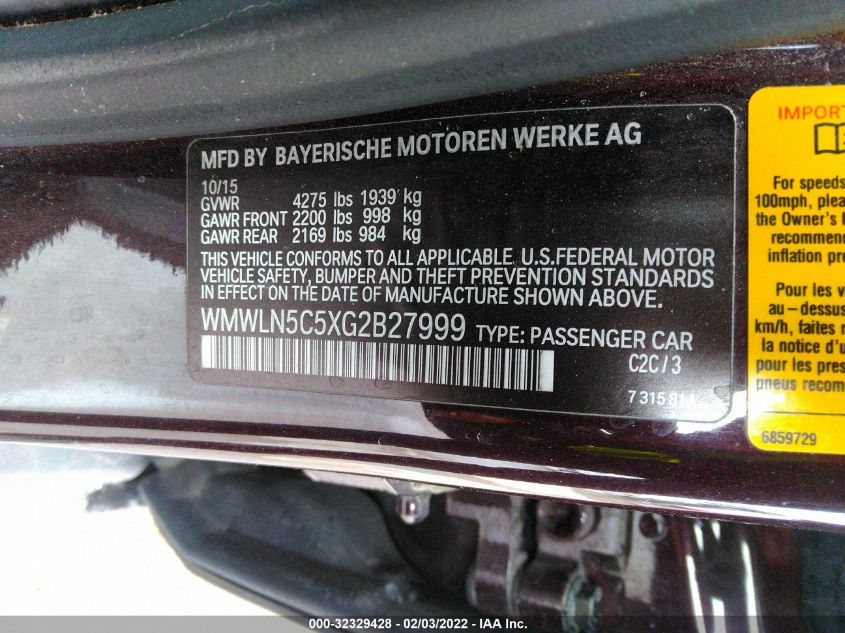 MFD BY BAYERISCHE MOTOREN WERKE AG
10/15
GVWR 4275 lbs 1939 kg
GAWR FRONT 2200 lbs 998 kg
GAWR REAR 2169 lbs 984 kg
THIS VEHICLE CONFORMS TO ALL APPLICABLE U.S.FEDERAL MOTOR
VEHICLE SAFETY, BUMPER AND THEFT PREVENTION STANDARDS
IN EFFECT ON THE DATE OF MANUFACTURE SHOWN ABOVE.
WMWLN5C5XG2B27999 TYPE: PASSENGER CAR
C2C / 3
7 315 814
IMPORT
For speeds
100mph, plea
the Owner's
recommen
inflation pre
Pour les v
au-dessus
km/h, faites
la notice d'u
pour les pres
pneus recom
6859729
000-32329428 - 02/03/2022 - IAA Inc.